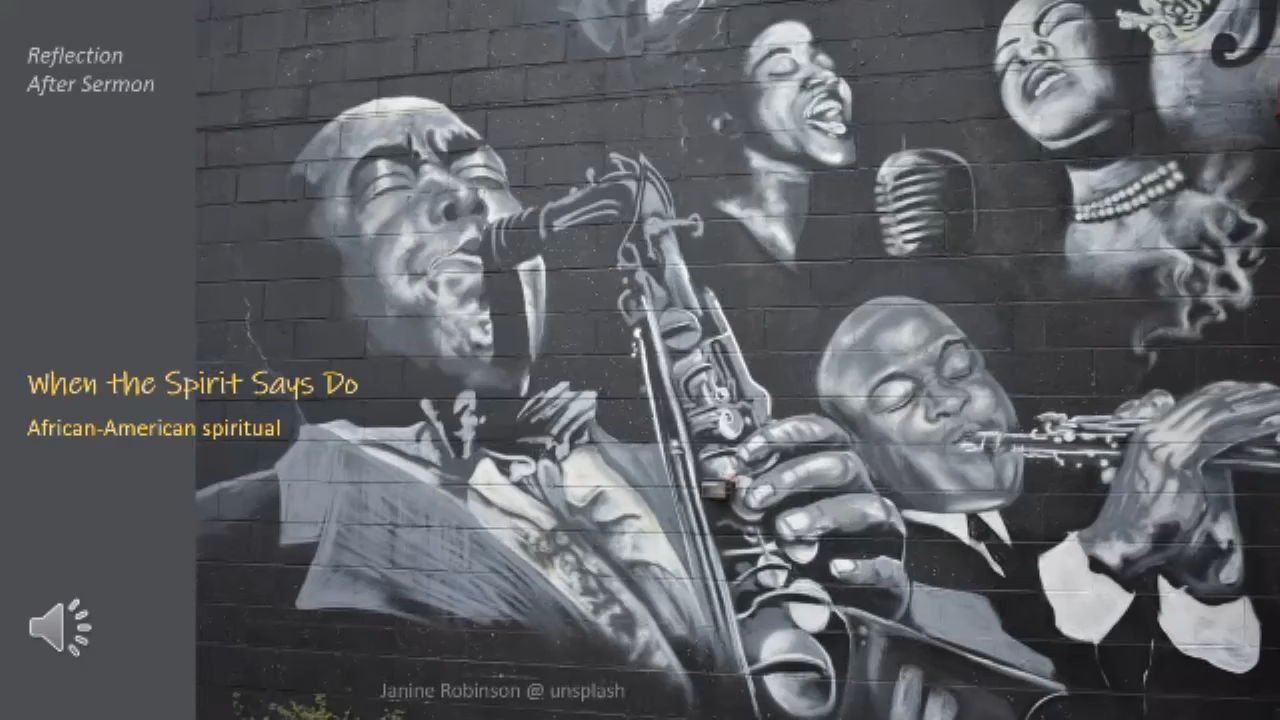 Reflection
After Sermon
When the Spirit Says Do
African-American spiritual
Janine Robinson @ unsplash